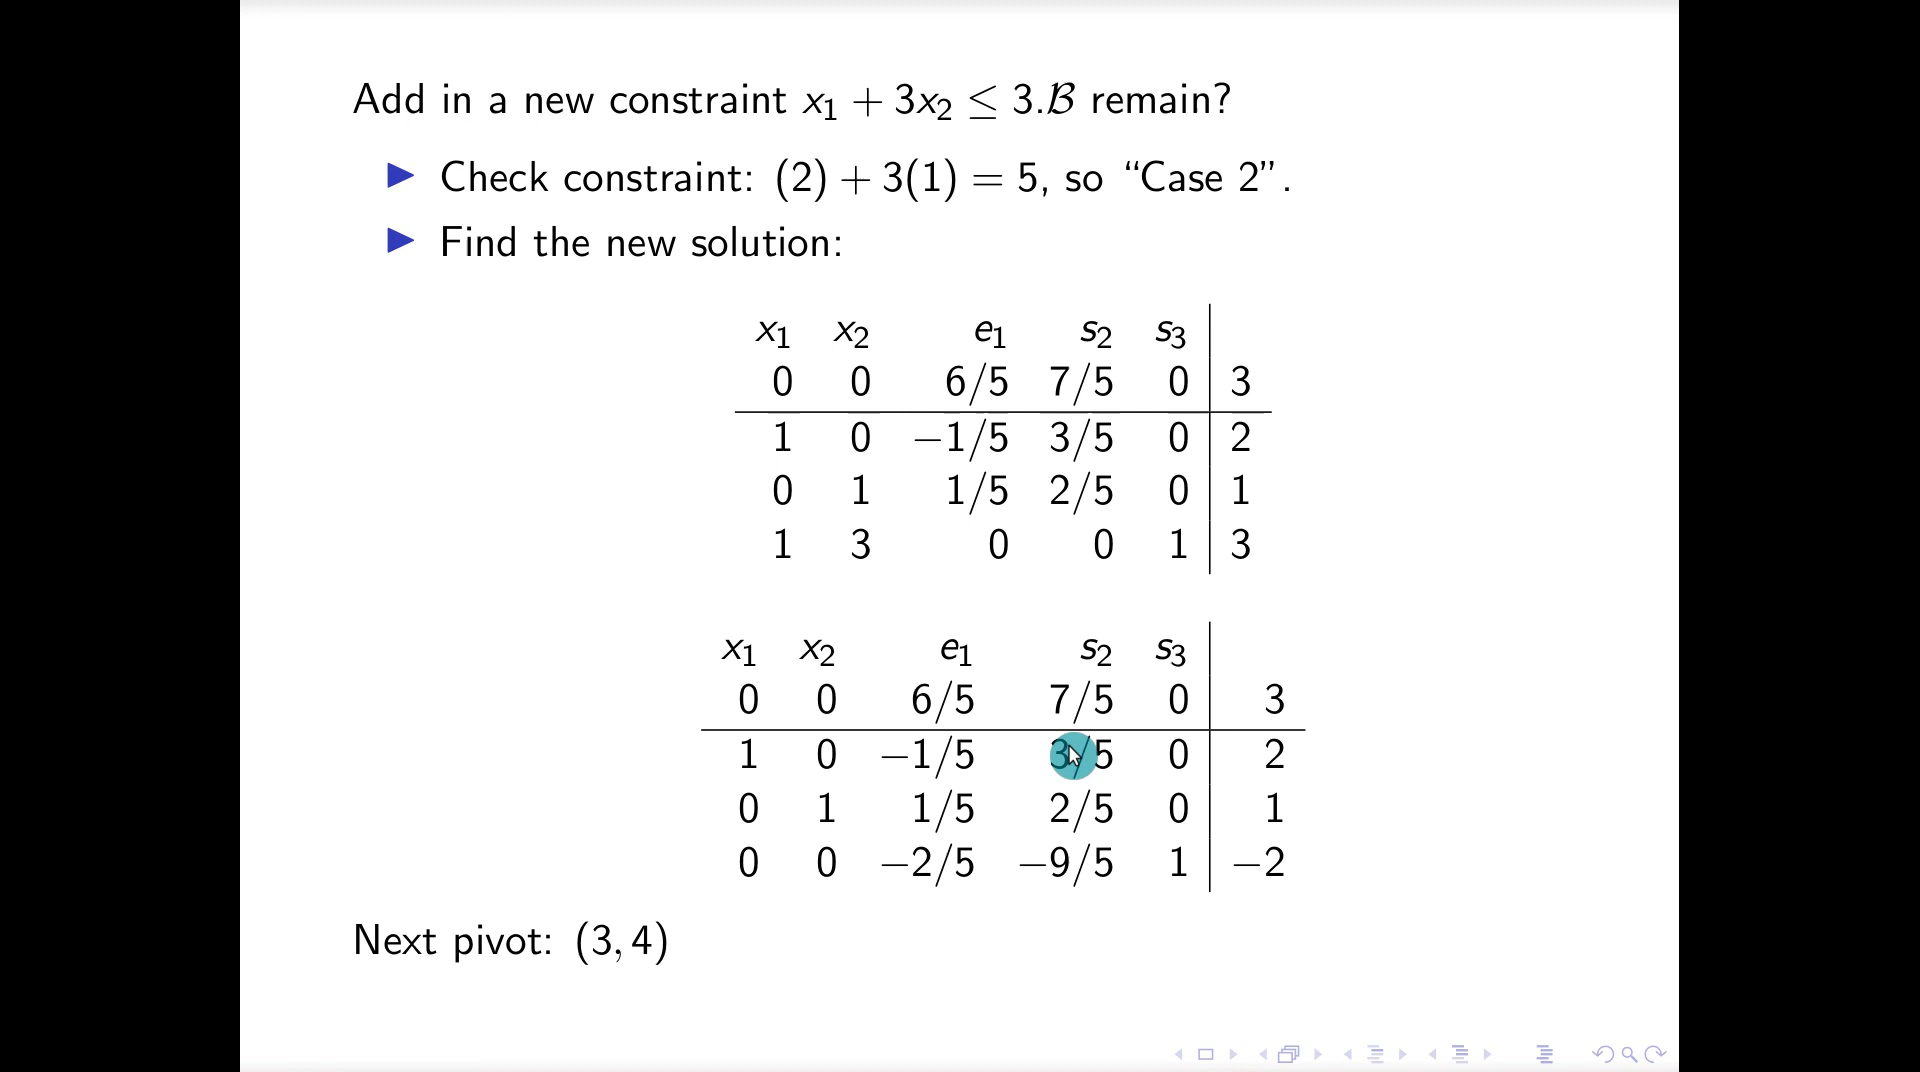 Add in a new constraint x₁ + 3x₂ ≤ 3.ℬ remain?
▶ Check constraint: (2) + 3(1) = 5, so “Case 2”.
▶ Find the new solution:
x₁ x₂ e₁ s₂ s₃
0 0 6/5 7/5 0 3
1 0 −1/5 3/5 0 2
0 1 1/5 2/5 0 1
1 3 0 0 1 3
x₁ x₂ e₁ s₂ s₃
0 0 6/5 7/5 0 3
1 0 −1/5 3/5 0 2
0 1 1/5 2/5 0 1
0 0 −2/5 −9/5 1 −2
Next pivot: (3, 4)